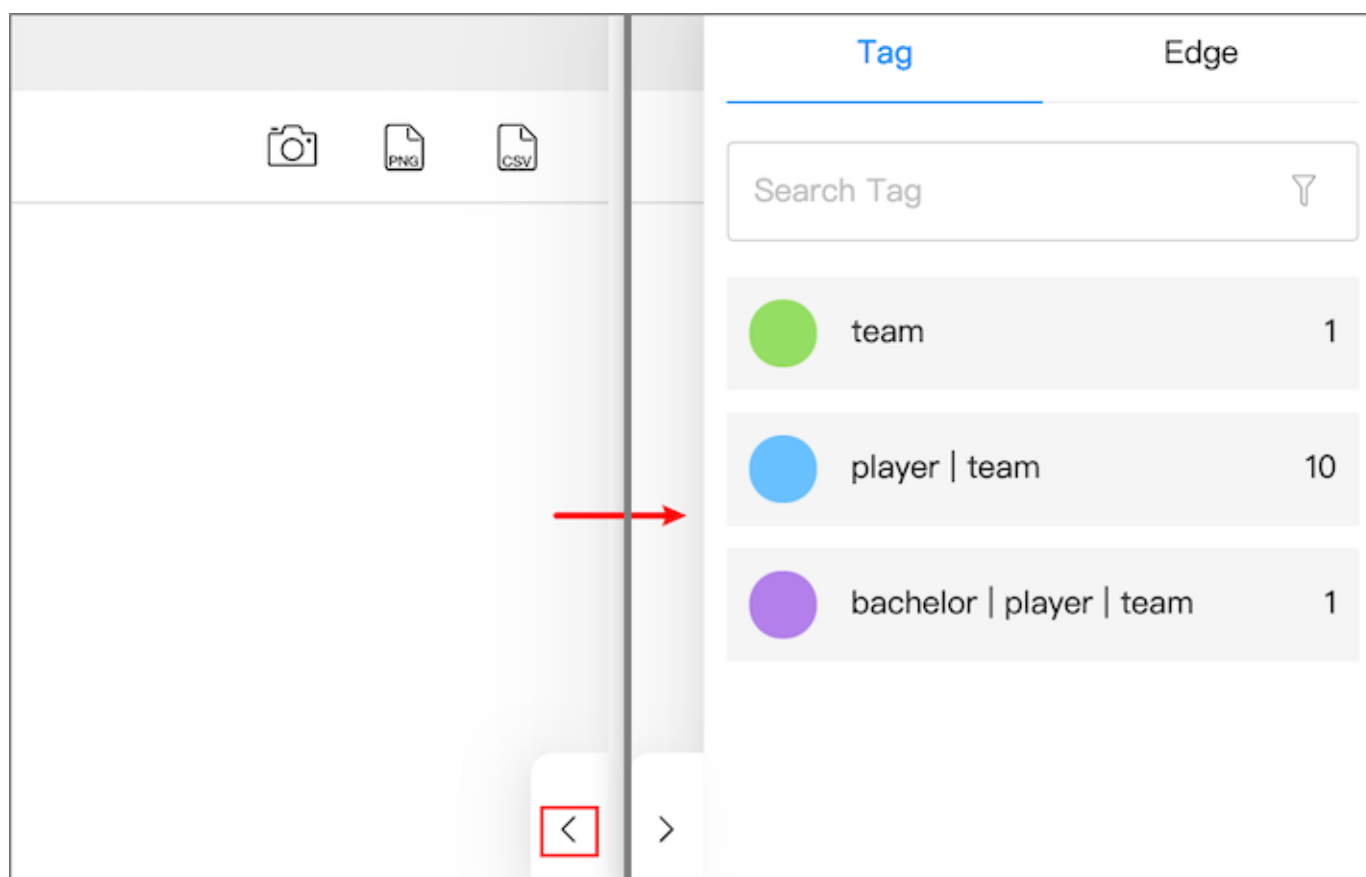 Tag
Edge
PNG
CSV
Search Tag
team
1
player | team
10
bachelor | player | team
1